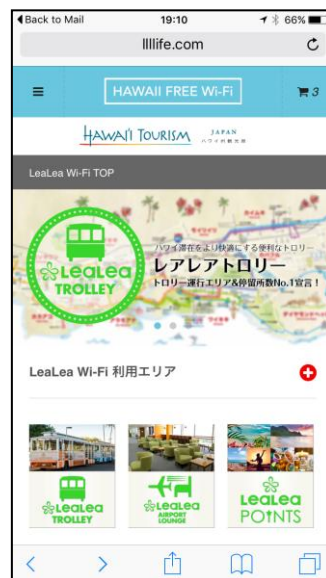 Back to Mail 19:10 66%
llllife.com
HAWAII FREE Wi-Fi 3
HAWAI'I TOURISM JAPAN
LeaLea Wi-Fi TOP
ハワイ滞在をより快適にする便利なトロリー
LeaLea
TROLLEY
レアレアトロリー
トロリー運行エリア&停留所数No.1宣言!
LeaLea Wi-Fi 利用エリア
LeaLea
TROLLEY
LeaLea
AIRPORT
LOUNGE
LeaLea
POINTS